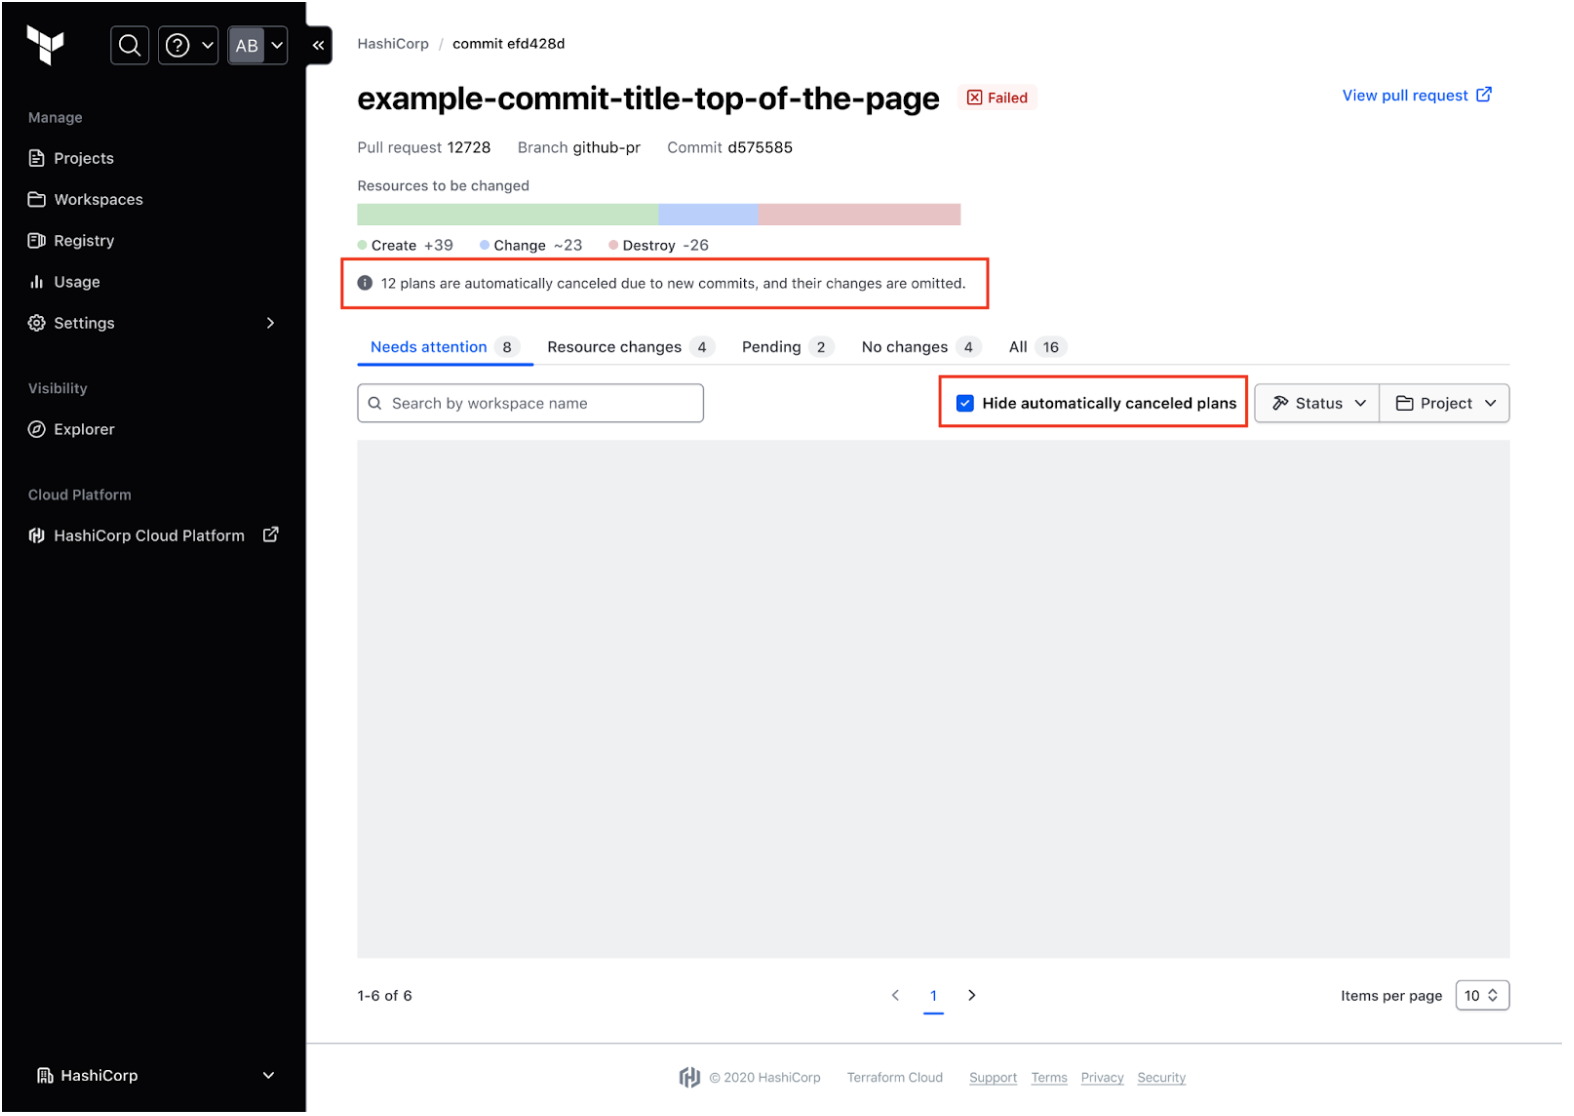 AB
Manage
Projects
Workspaces
Registry
Usage
Settings
Visibility
Explorer
Cloud Platform
HashiCorp Cloud Platform
HashiCorp
HashiCorp / commit efd428d
example-commit-title-top-of-the-page Failed
View pull request
Pull request 12728 Branch github-pr Commit d575585
Resources to be changed
Create +39 Change ~23 Destroy -26
12 plans are automatically canceled due to new commits, and their changes are omitted.
Needs attention 8 Resource changes 4 Pending 2 No changes 4 All 16
Search by workspace name
Hide automatically canceled plans
Status
Project
1-6 of 6
1
Items per page 10
© 2020 HashiCorp Terraform Cloud Support Terms Privacy Security